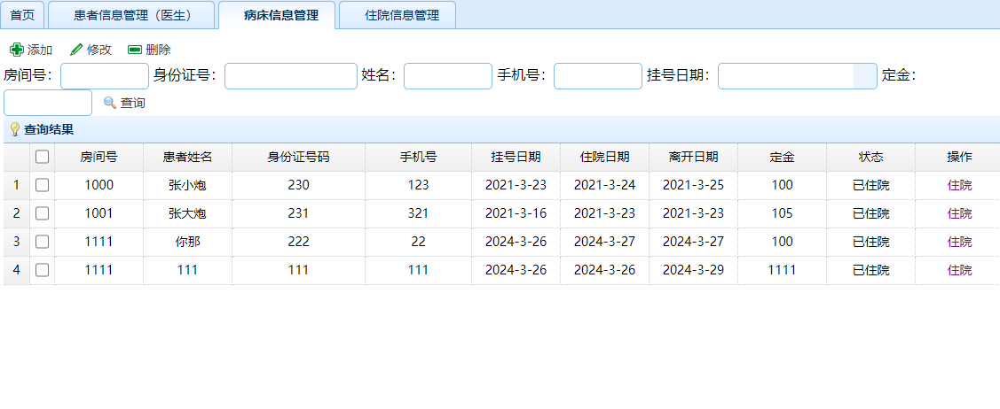 首页 患者信息管理（医生） 病床信息管理 住院信息管理
添加 修改 删除
房间号： 身份证号： 姓名： 手机号： 挂号日期： 定金：
查询
查询结果
房间号 患者姓名 身份证号码 手机号 挂号日期 住院日期 离开日期 定金 状态 操作
1 1000 张小炮 230 123 2021-3-23 2021-3-24 2021-3-25 100 已住院 住院
2 1001 张大炮 231 321 2021-3-16 2021-3-23 2021-3-23 105 已住院 住院
3 1111 你那 222 22 2024-3-26 2024-3-27 2024-3-27 100 已住院 住院
4 1111 111 111 111 2024-3-26 2024-3-26 2024-3-29 1111 已住院 住院